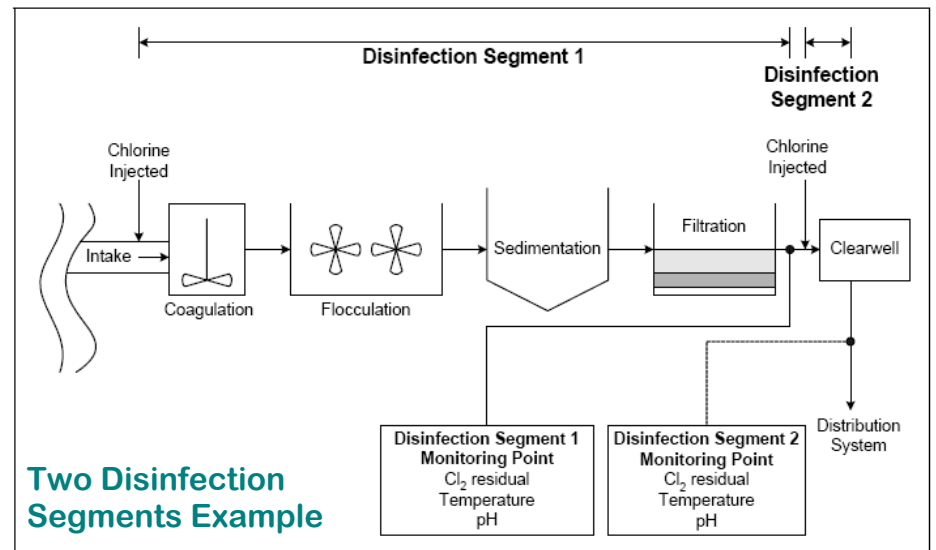 Disinfection Segment 1
Disinfection
Segment 2
Chlorine
Injected
Chlorine
Injected
Intake
Coagulation
Flocculation
Sedimentation
Filtration
Clearwell
Distribution
System
Disinfection Segment 1
Monitoring Point
Cl₂ residual
Temperature
pH
Disinfection Segment 2
Monitoring Point
Cl₂ residual
Temperature
pH
Two Disinfection
Segments Example